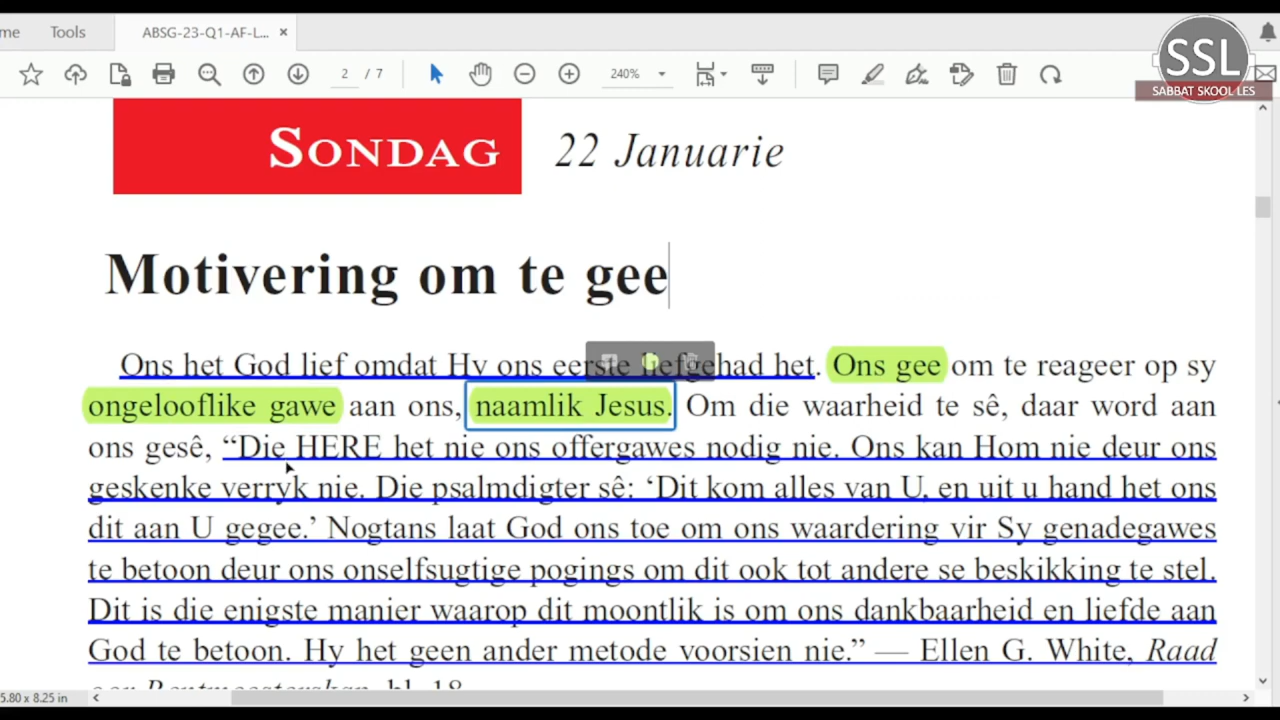 me Tools ABSG-23-Q1-AF-L... ×
SSL
SABBAT SKOOL LES
2 / 7 240%
SONDAG 22 Januarie
Motivering om te gee
Ons het God lief omdat Hy ons eerste liefgehad het. Ons gee om te reageer op sy
ongelooflike gawe aan ons, naamlik Jesus. Om die waarheid te sê, daar word aan
ons gesê, “Die HERE het nie ons offergawes nodig nie. Ons kan Hom nie deur ons
geskenke verryk nie. Die psalmdigter sê: ‘Dit kom alles van U, en uit u hand het ons
dit aan U gegee.’ Nogtans laat God ons toe om ons waardering vir Sy genadegawes
te betoon deur ons onselfsugtige pogings om dit ook tot andere se beskikking te stel.
Dit is die enigste manier waarop dit moontlik is om ons dankbaarheid en liefde aan
God te betoon. Hy het geen ander metode voorsien nie.” — Ellen G. White, Raad
bl. 18
5.80 x 8.25 in